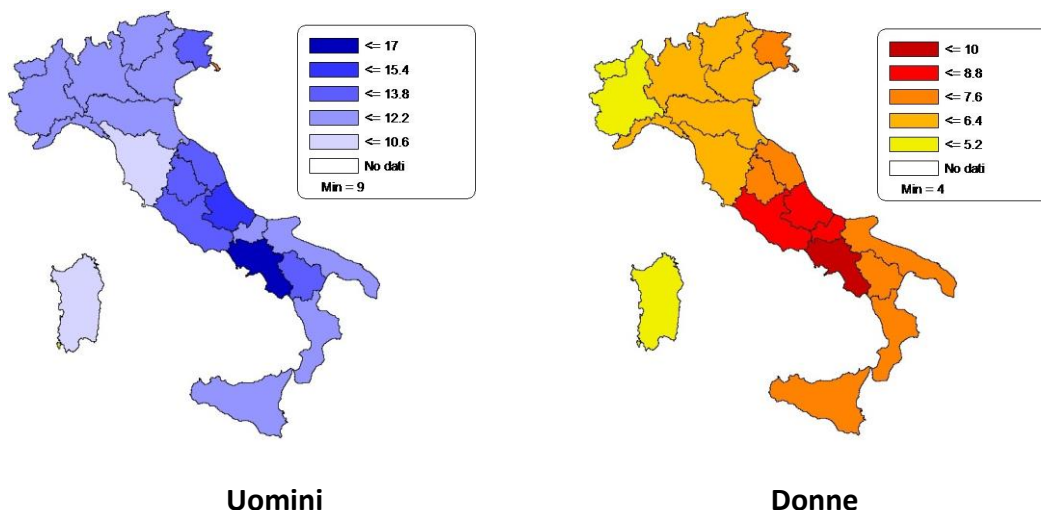 <= 17
<= 15.4
<= 13.8
<= 12.2
<= 10.6
No dati
Min = 9
<= 10
<= 8.8
<= 7.6
<= 6.4
<= 5.2
No dati
Min = 4
Uomini
Donne